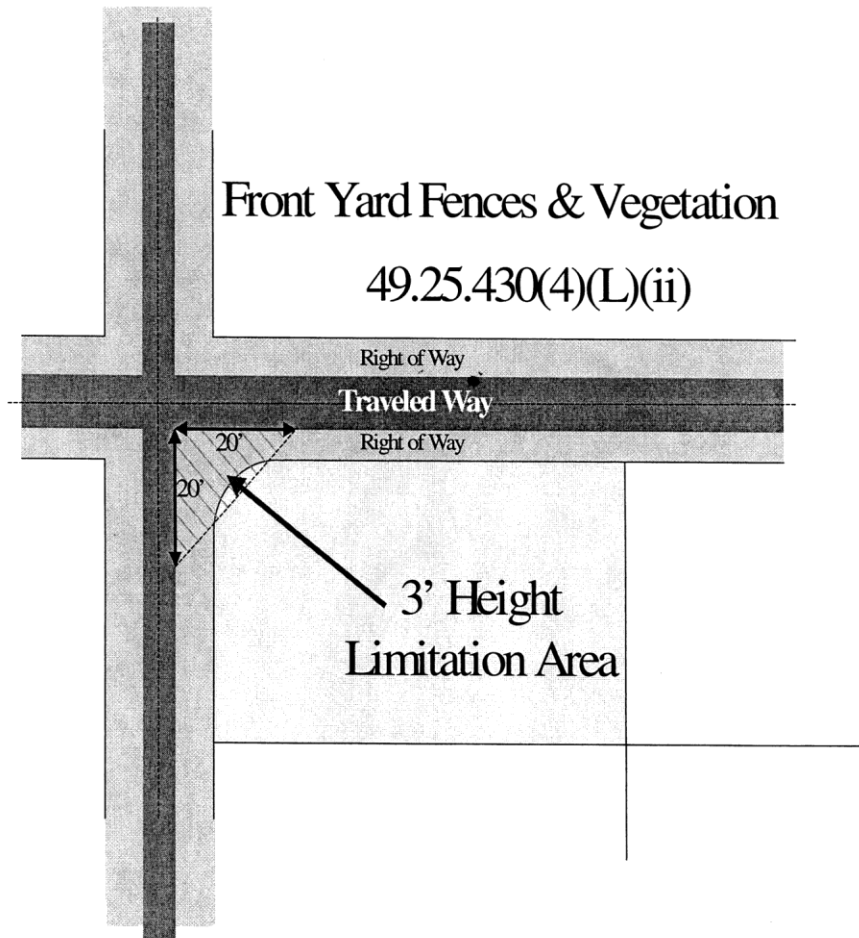 Front Yard Fences & Vegetation
49.25.430(4)(L)(ii)
Right of Way
Traveled Way
Right of Way
20’
20’
3’ Height
Limitation Area